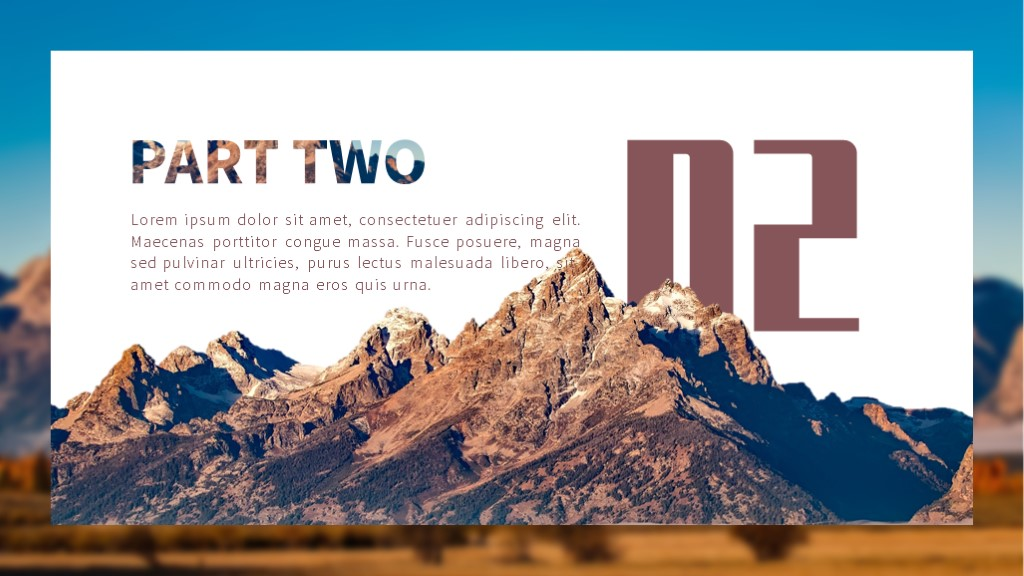 PART TWO
02
Lorem ipsum dolor sit amet, consectetuer adipiscing elit.
Maecenas porttitor congue massa. Fusce posuere, magna
sed pulvinar ultricies, purus lectus malesuada libero, sit
amet commodo magna eros quis urna.